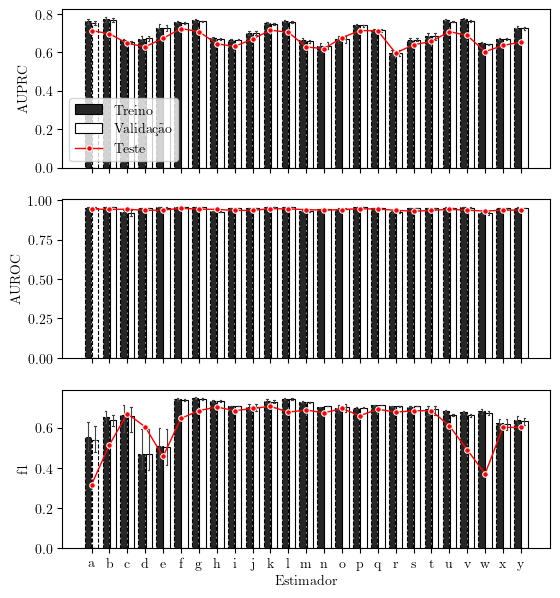 0.8
0.6
0.4
0.2
0.0
AUPRC
Treino
Validação
Teste
1.00
0.75
0.50
0.25
0.00
AUROC
0.6
0.4
0.2
0.0
f1
a b c d e f g h i j k l m n o p q r s t u v w x y
Estimador